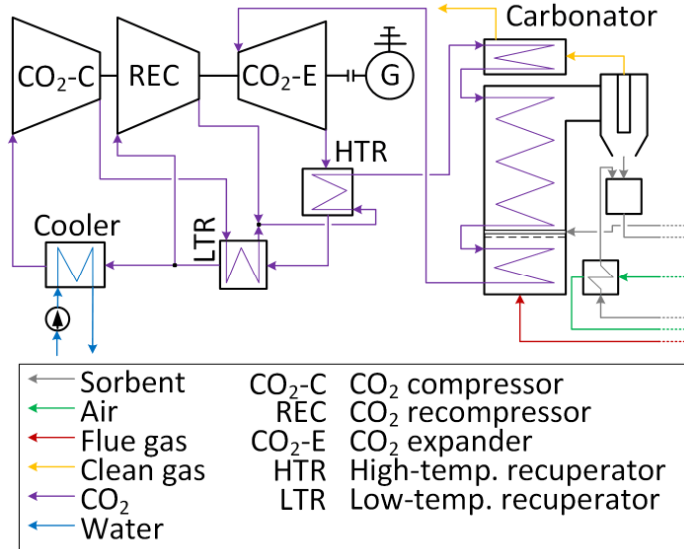 Carbonator
CO₂-C
REC
CO₂-E
G
HTR
Cooler
LTR
Sorbent
Air
Flue gas
Clean gas
CO₂
Water
CO₂-C CO₂ compressor
REC CO₂ recompressor
CO₂-E CO₂ expander
HTR High-temp. recuperator
LTR Low-temp. recuperator